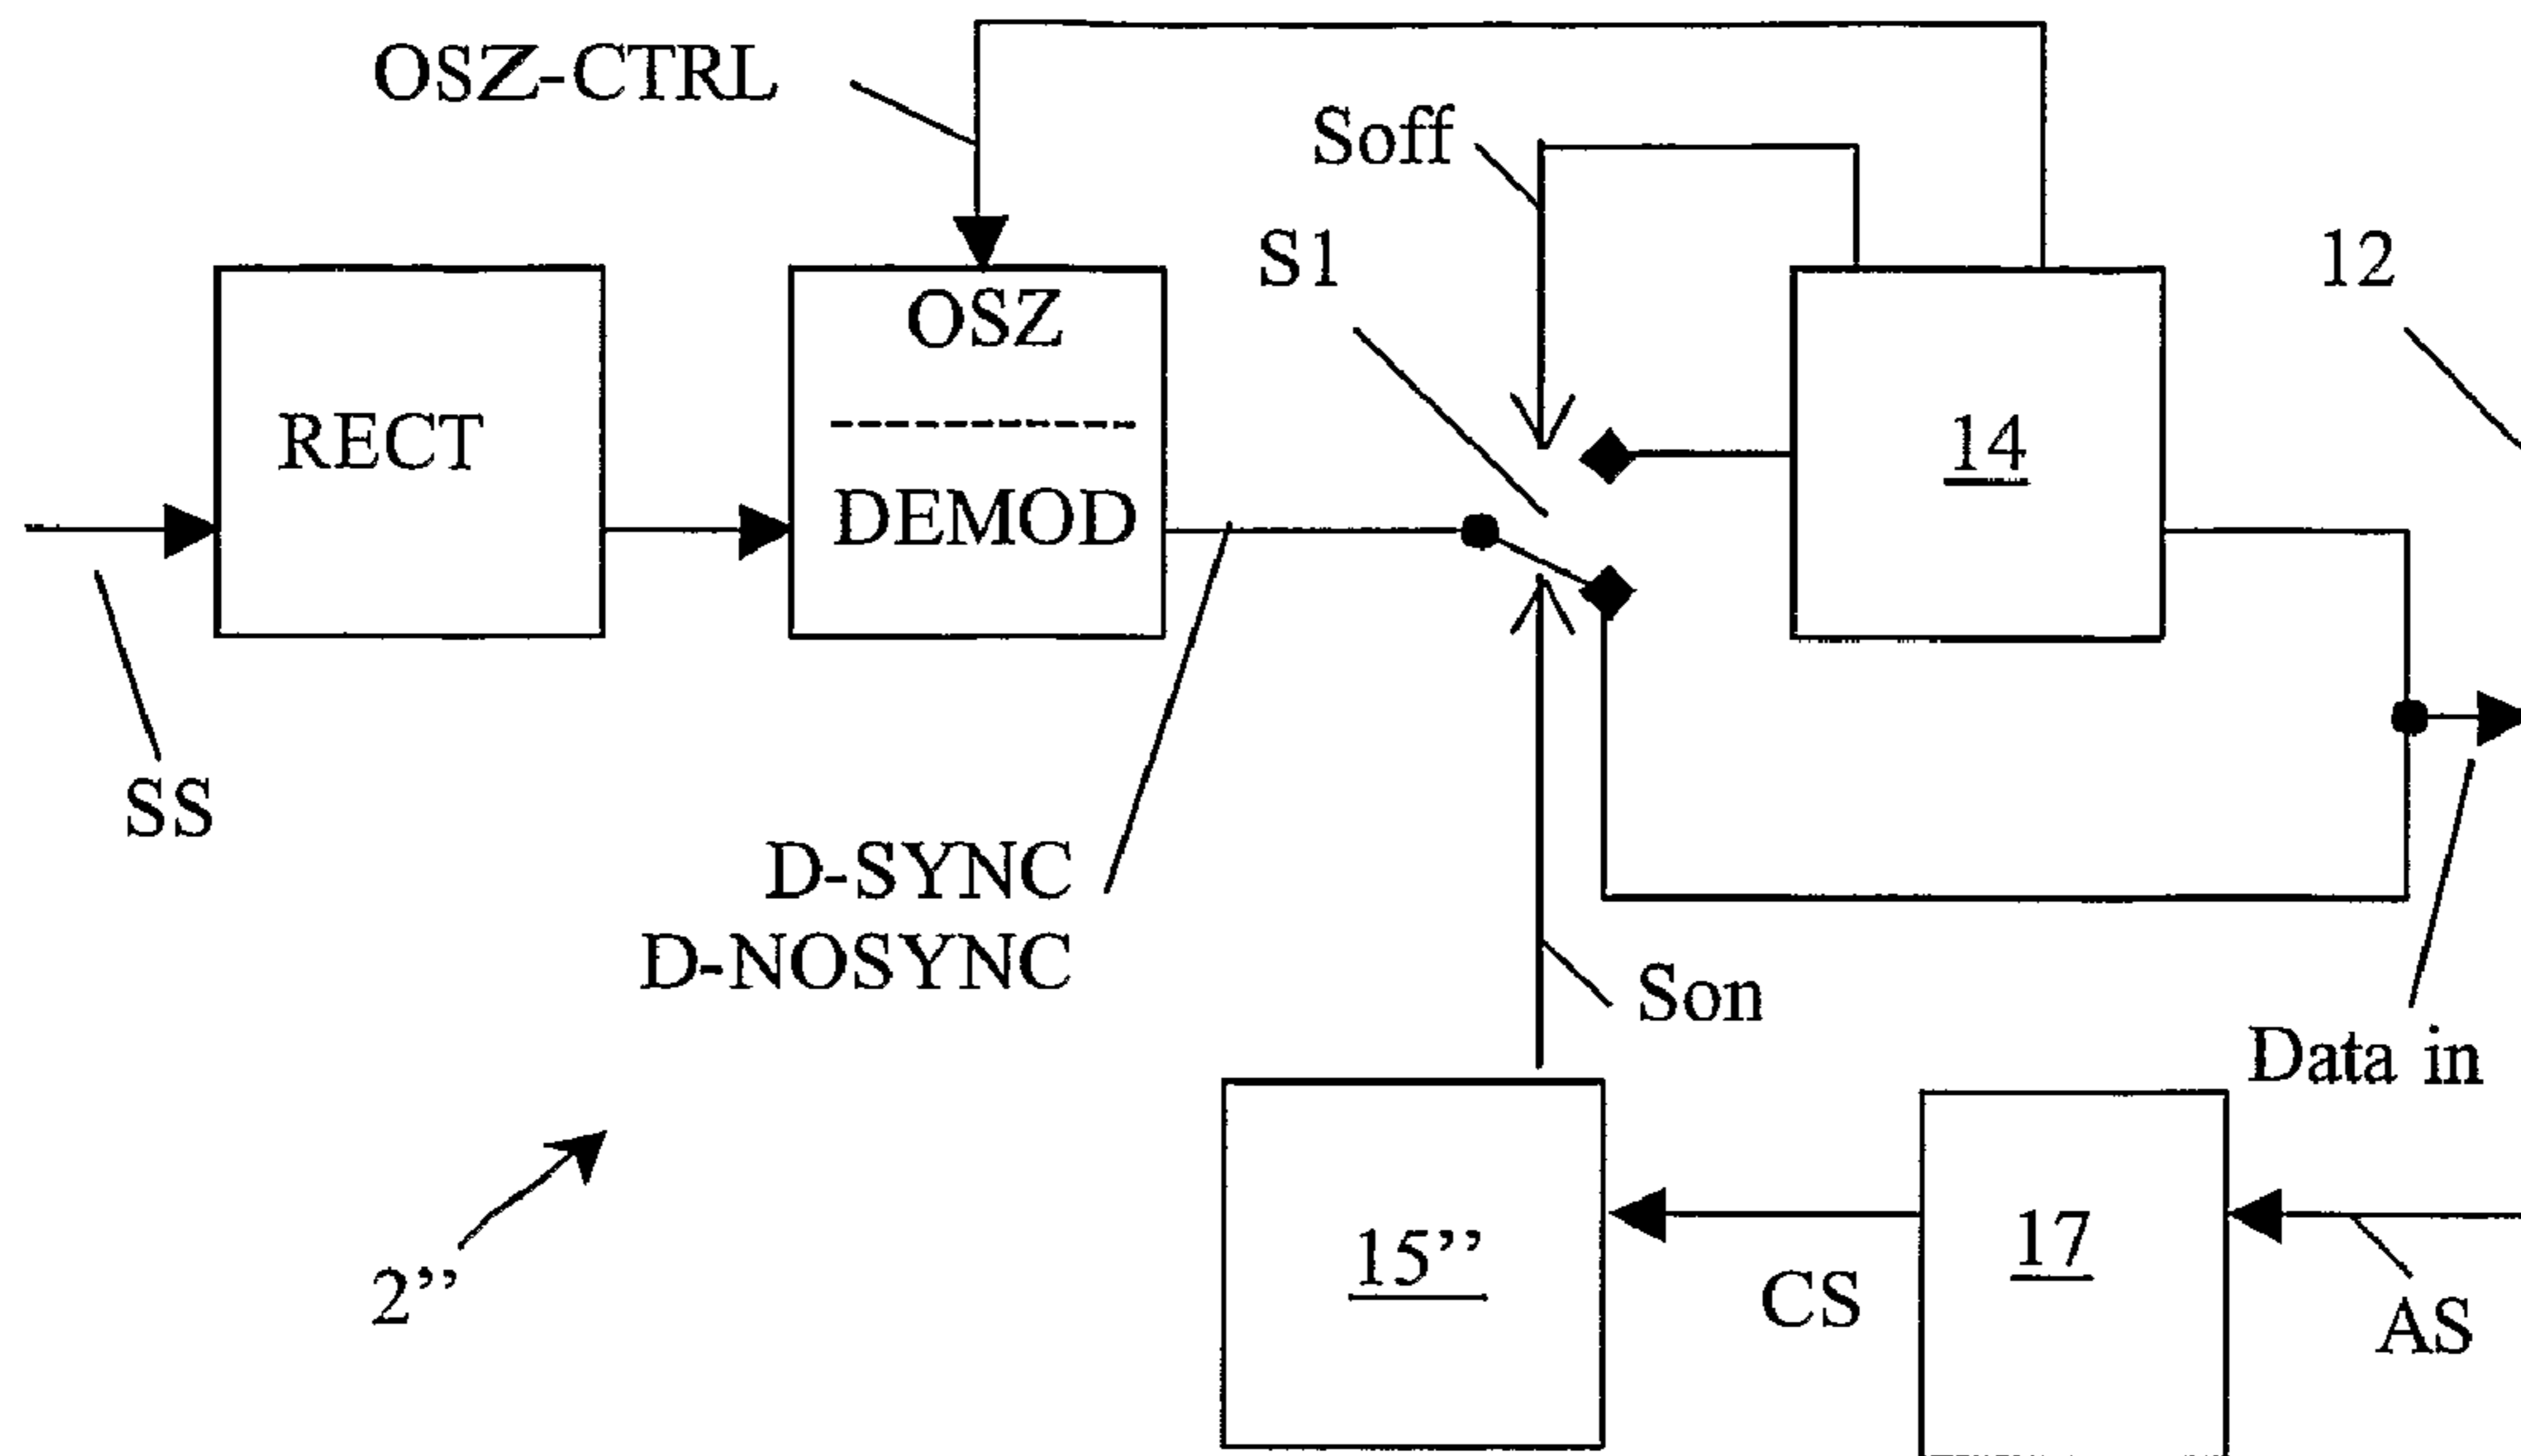 OSZ-CTRL
Soff
S1
12
OSZ
RECT
14
DEMOD
SS
D-SYNC
D-NOSYNC
Son
Data in
15’’
17
2’’
CS
AS